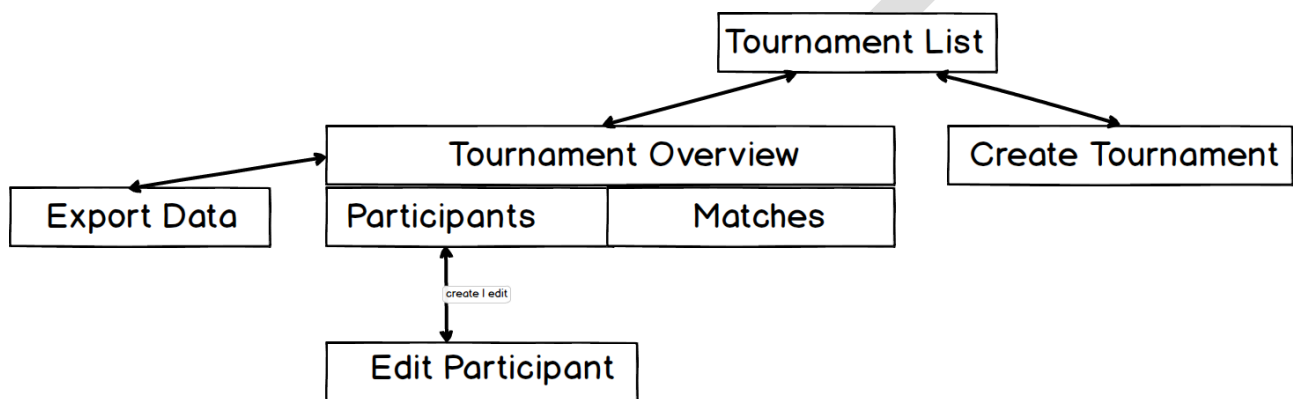 Tournament List
Tournament Overview
Create Tournament
Export Data
Participants
Matches
create | edit
Edit Participant